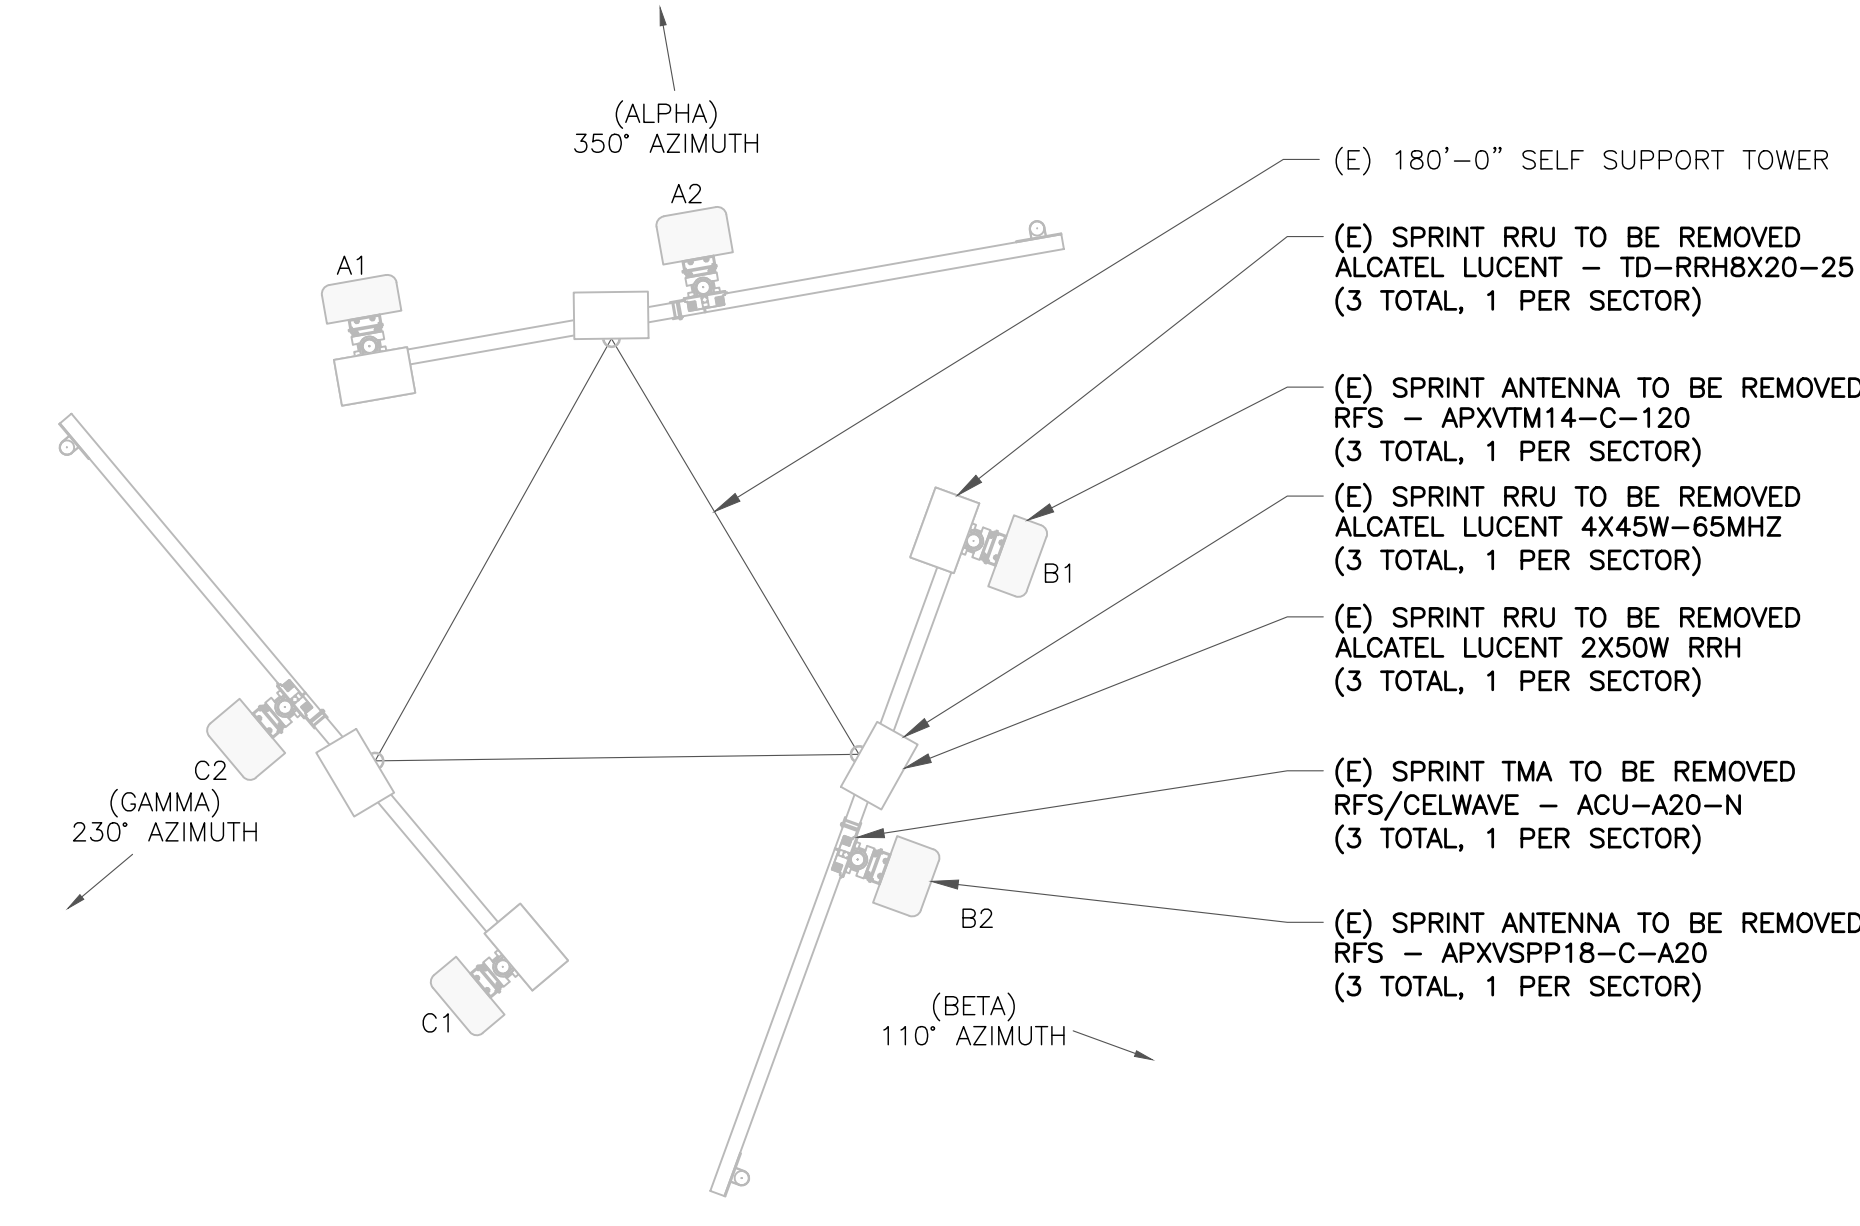 (ALPHA)
350° AZIMUTH
A2
A1
(E) 180'-0" SELF SUPPORT TOWER
(E) SPRINT RRU TO BE REMOVED
ALCATEL LUCENT - TD-RRH8X20-25
(3 TOTAL, 1 PER SECTOR)
(E) SPRINT ANTENNA TO BE REMOVED
RFS - APXVTM14-C-120
(3 TOTAL, 1 PER SECTOR)
(E) SPRINT RRU TO BE REMOVED
ALCATEL LUCENT 4X45W-65MHZ
(3 TOTAL, 1 PER SECTOR)
B1
(E) SPRINT RRU TO BE REMOVED
ALCATEL LUCENT 2X50W RRH
(3 TOTAL, 1 PER SECTOR)
C2
(GAMMA)
230° AZIMUTH
(E) SPRINT TMA TO BE REMOVED
RFS/CELWAVE - ACU-A20-N
(3 TOTAL, 1 PER SECTOR)
B2
(E) SPRINT ANTENNA TO BE REMOVED
RFS - APXVSPP18-C-A20
(3 TOTAL, 1 PER SECTOR)
C1
(BETA)
110° AZIMUTH